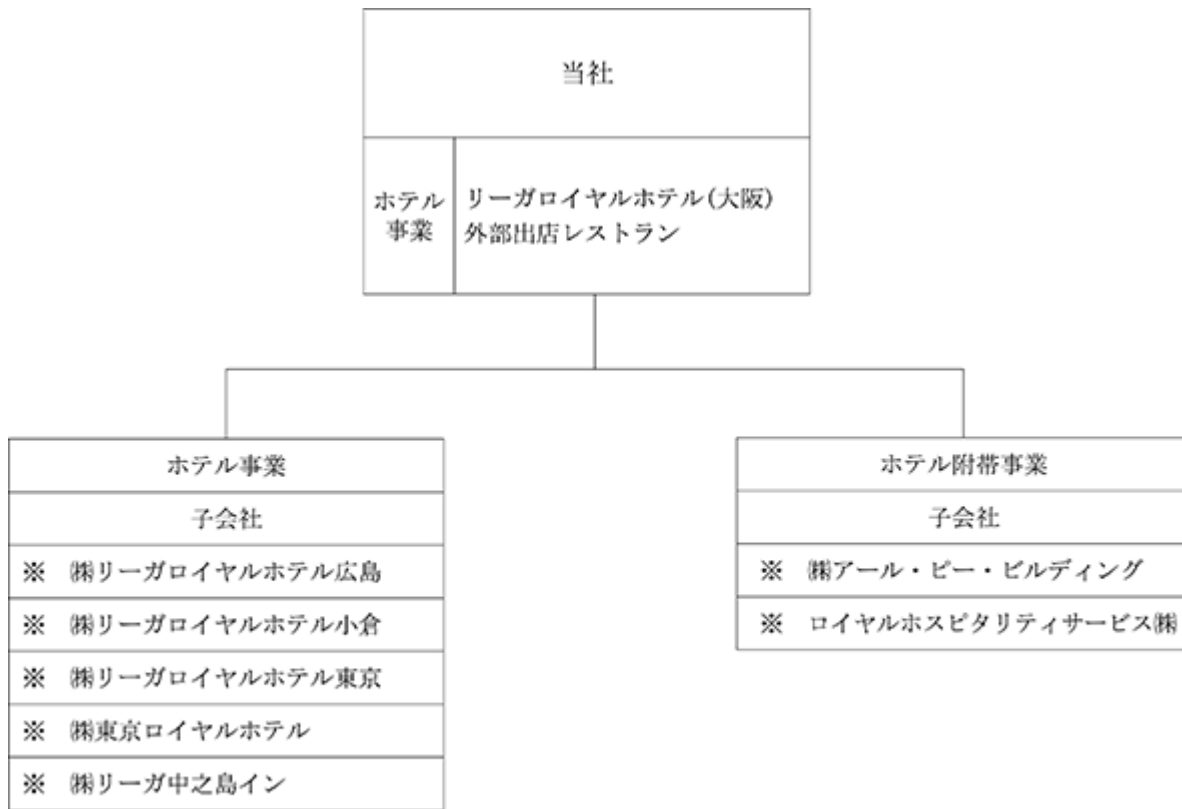 当社
ホテル
事業
リーガロイヤルホテル(大阪)
外部出店レストラン
ホテル事業
子会社
※ ㈱リーガロイヤルホテル広島
※ ㈱リーガロイヤルホテル小倉
※ ㈱リーガロイヤルホテル東京
※ ㈱東京ロイヤルホテル
※ ㈱リーガ中之島イン
ホテル附帯事業
子会社
※ ㈱アール・ビー・ビルディング
※ ロイヤルホスピタリティサービス㈱